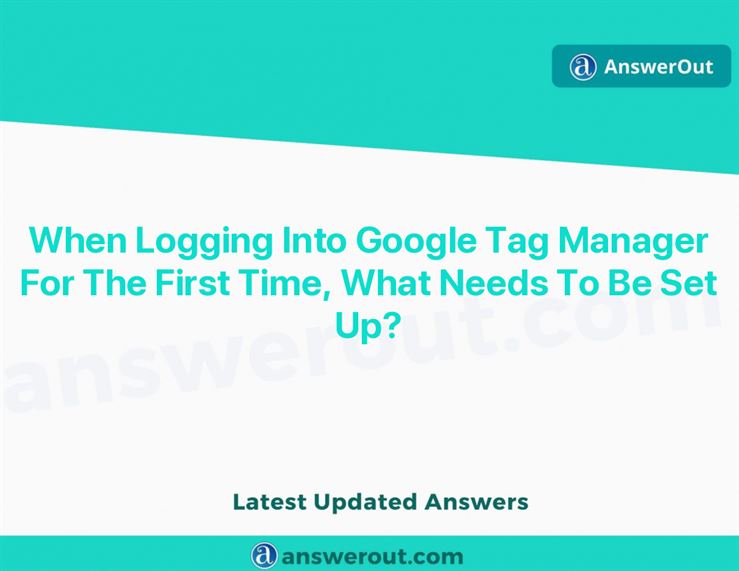 AnswerOut
When Logging Into Google Tag Manager
For The First Time, What Needs To Be Set
Up?
answerout.com
Latest Updated Answers
answerout.com